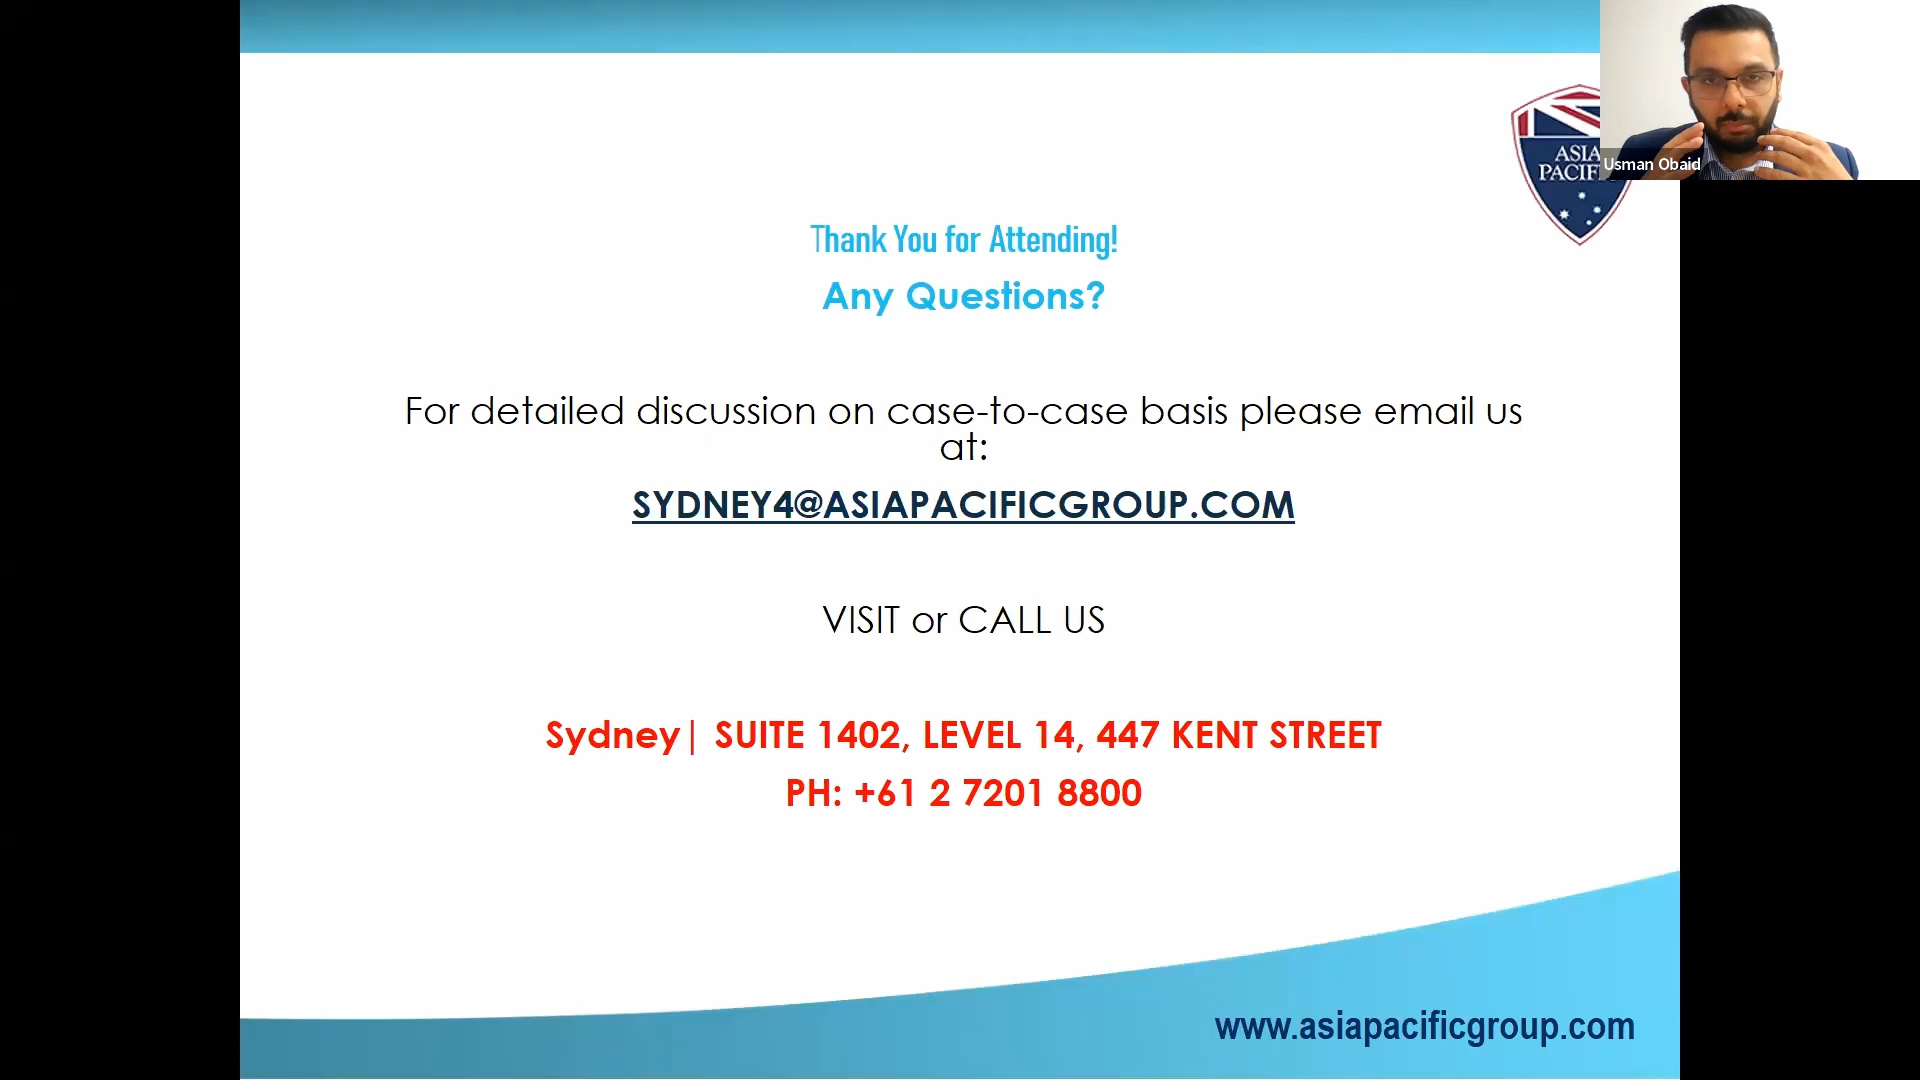 ASIA
PACIFIC
Usman Obaid
Thank You for Attending!
Any Questions?
For detailed discussion on case-to-case basis please email us
at:
SYDNEY4@ASIAPACIFICGROUP.COM
VISIT or CALL US
Sydney| SUITE 1402, LEVEL 14, 447 KENT STREET
PH: +61 2 7201 8800
www.asiapacificgroup.com